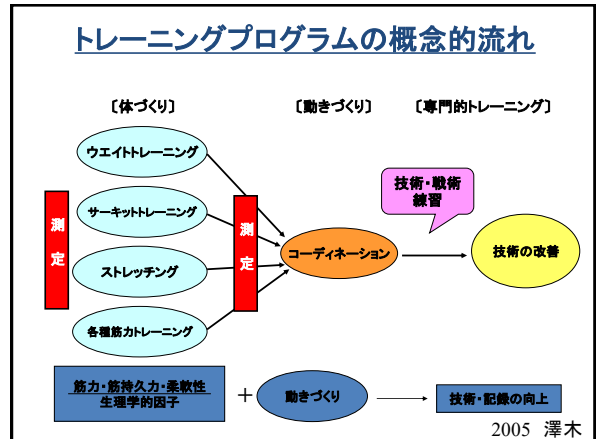 トレーニングプログラムの概念的流れ
〔体づくり〕
〔動きづくり〕
〔専門的トレーニング〕
ウエイトトレーニング
サーキットトレーニング
ストレッチング
各種筋力トレーニング
測
定
測
定
コーディネーション
技術・戦術
練習
技術の改善
筋力・筋持久力・柔軟性
生理学的因子
+
動きづくり
技術・記録の向上
2005 澤木